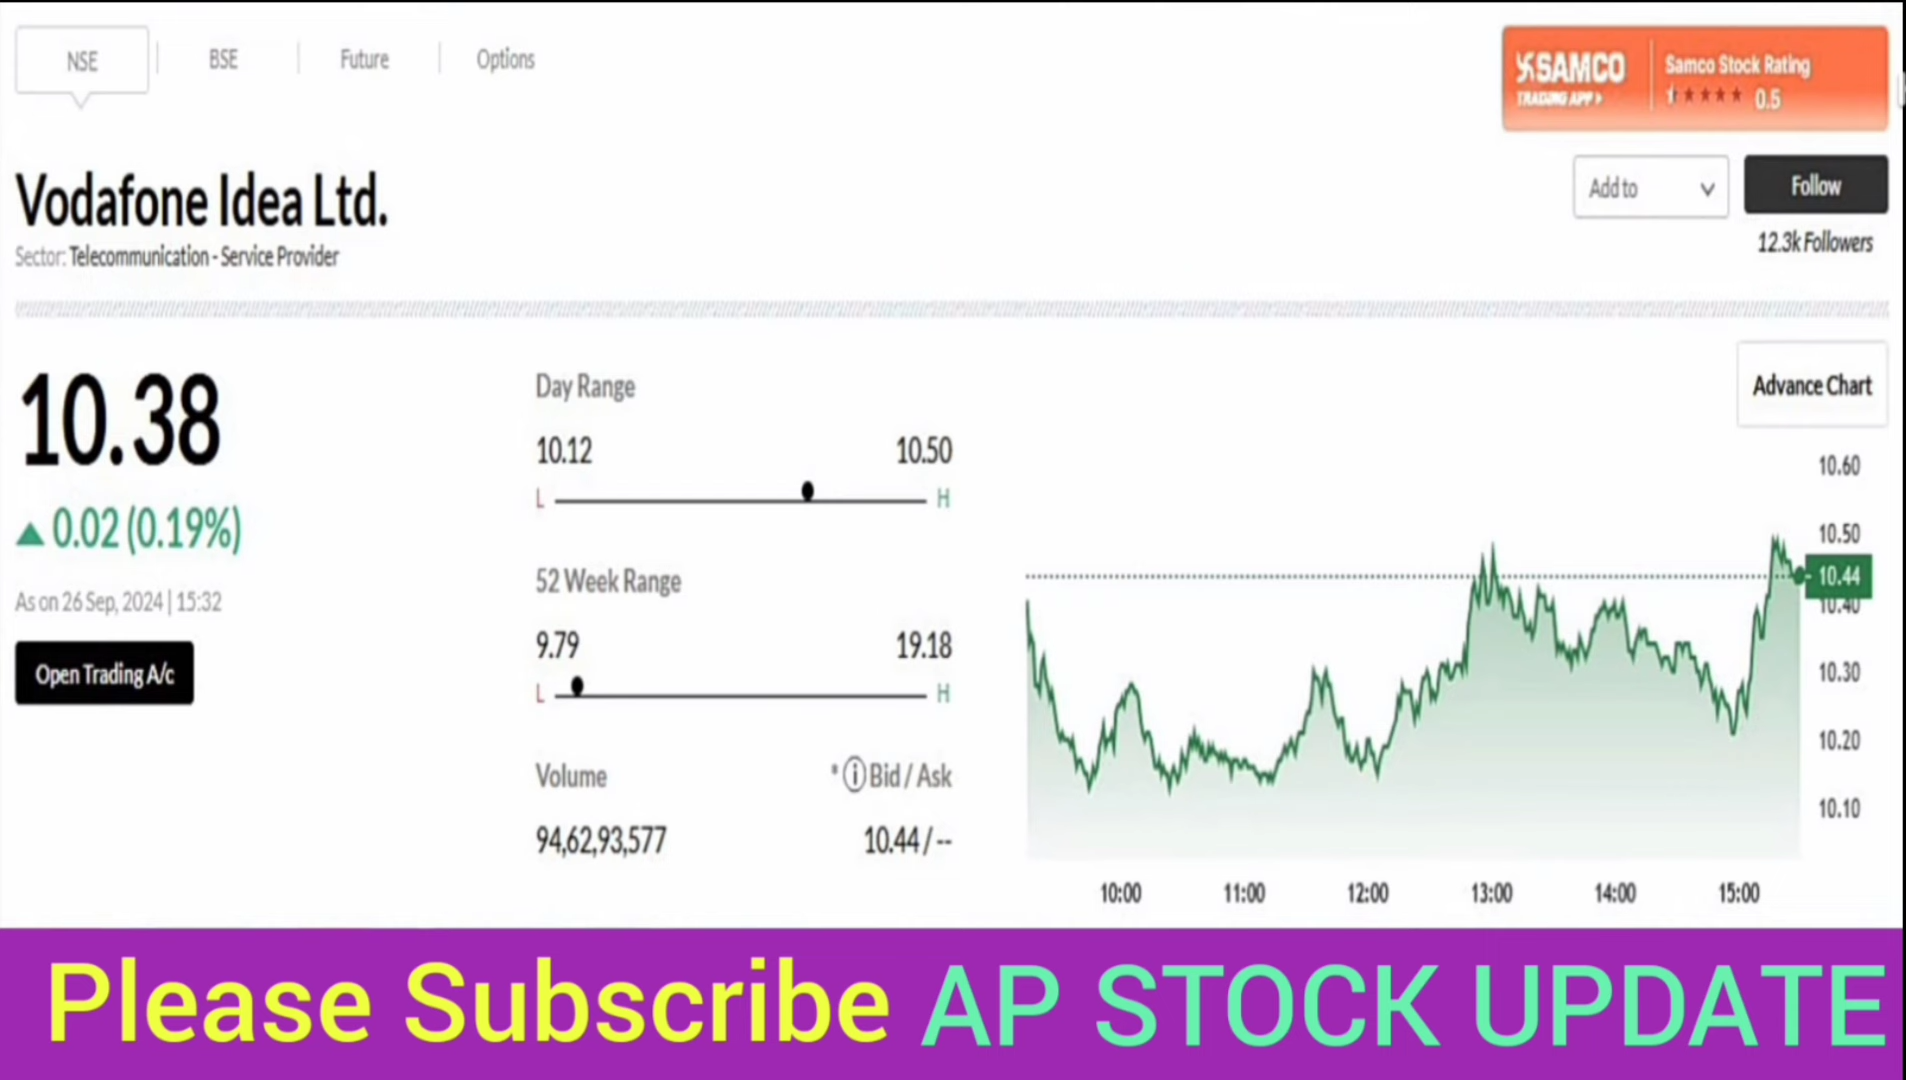 NSE
BSE
Future
Options
SAMCO
TRADING APP
Samco Stock Rating
0.5
Vodafone Idea Ltd.
Sector: Telecommunication - Service Provider
Add to
Follow
12.3k Followers
10.38
0.02 (0.19%)
As on 26 Sep, 2024 | 15:32
Open Trading A/c
Day Range
10.12 10.50
L H
52 Week Range
9.79 19.18
L H
Volume * ⓘ Bid / Ask
94,62,93,577 10.44 / --
Advance Chart
10.60
10.50
10.44
10.40
10.30
10.20
10.10
10:00 11:00 12:00 13:00 14:00 15:00
Please Subscribe AP STOCK UPDATE